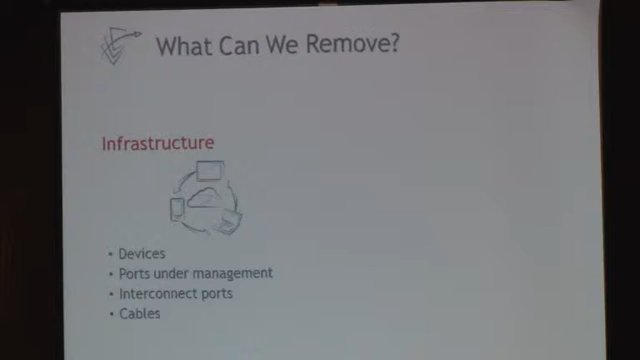 What Can We Remove?
Infrastructure
• Devices
• Ports under management
• Interconnect ports
• Cables